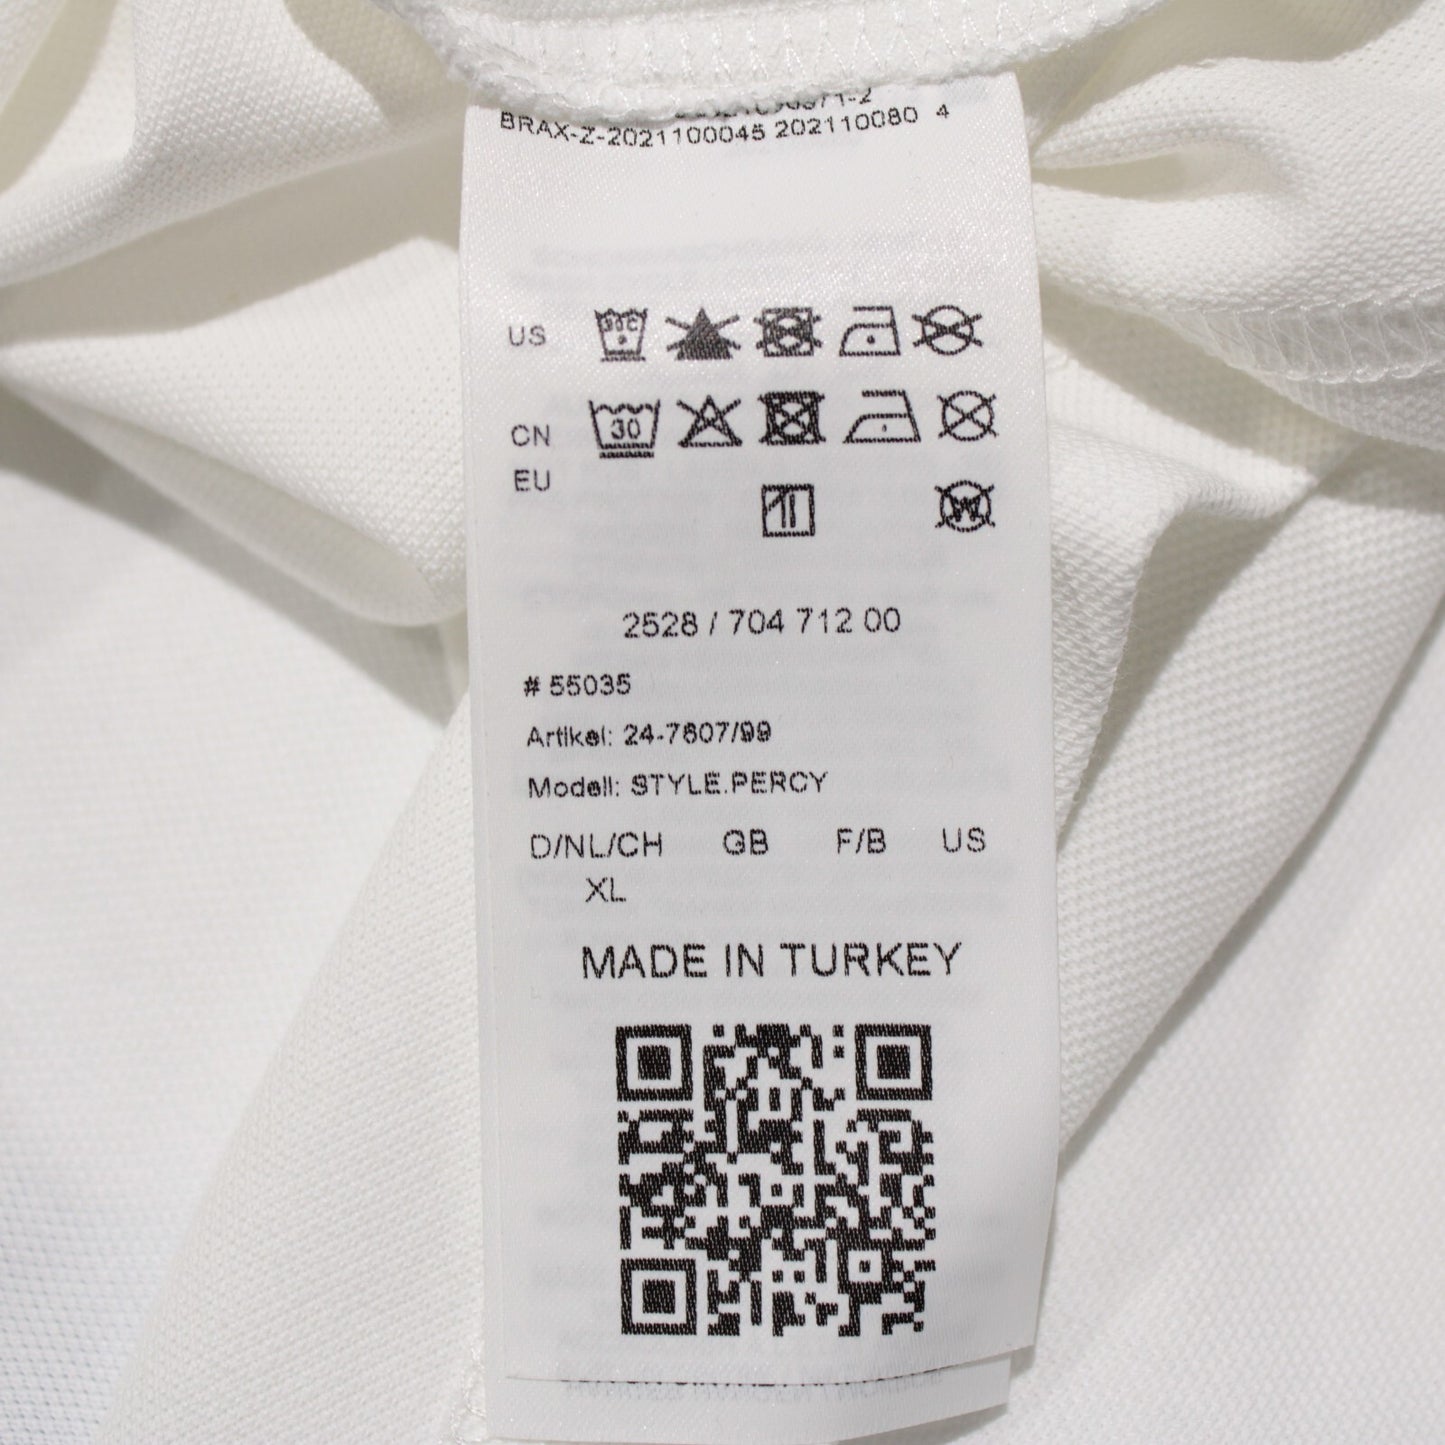 BRAX-Z-2021100045 202110080 4
US 30C
CN 30
EU W
2528 / 704 712 00
# 55035
Artikel: 24-7607/99
Modell: STYLE.PERCY
D/NL/CH GB F/B US
XL
MADE IN TURKEY